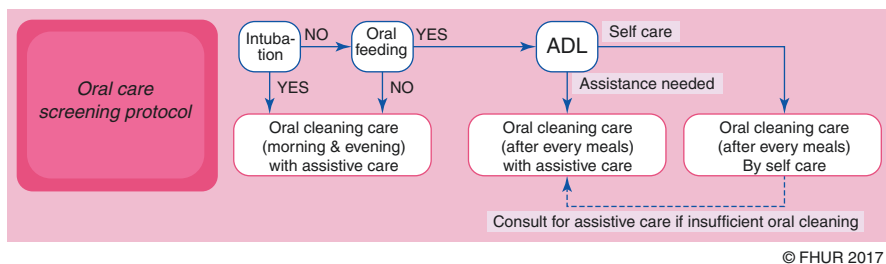 Oral care
screening protocol
Intuba-
tion
NO
Oral
feeding
YES
ADL
Self care
YES
NO
Assistance needed
Oral cleaning care
(morning & evening)
with assistive care
Oral cleaning care
(after every meals)
with assistive care
Oral cleaning care
(after every meals)
By self care
Consult for assistive care if insufficient oral cleaning
© FHUR 2017